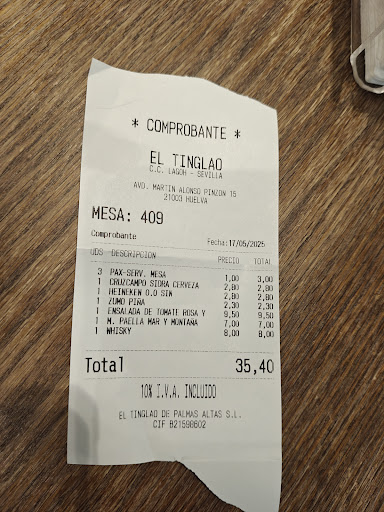 * COMPROBANTE *
EL TINGLAO
C.C. LAGOH - SEVILLA
AVD. MARTIN ALONSO PINZON 15
21003 HUELVA
MESA: 409
Comprobante Fecha:17/05/2025
UDS DESCRIPCION PRECIO TOTAL
3 PAX-SERV. MESA 1,00 3,00
1 CRUZCAMPO SIDRA CERVEZA 2,80 2,80
1 HEINEKEN 0.0 SIN 2,80 2,80
1 ZUMO PIÑA 2,30 2,30
1 ENSALADA DE TOMATE ROSA Y 9,50 9,50
1 M. PAELLA MAR Y MONTAÑA 7,00 7,00
1 WHISKY 8,00 8,00
Total 35,40
10% I.V.A. INCLUIDO
EL TINGLAO DE PALMAS ALTAS S.L.
CIF B21590602